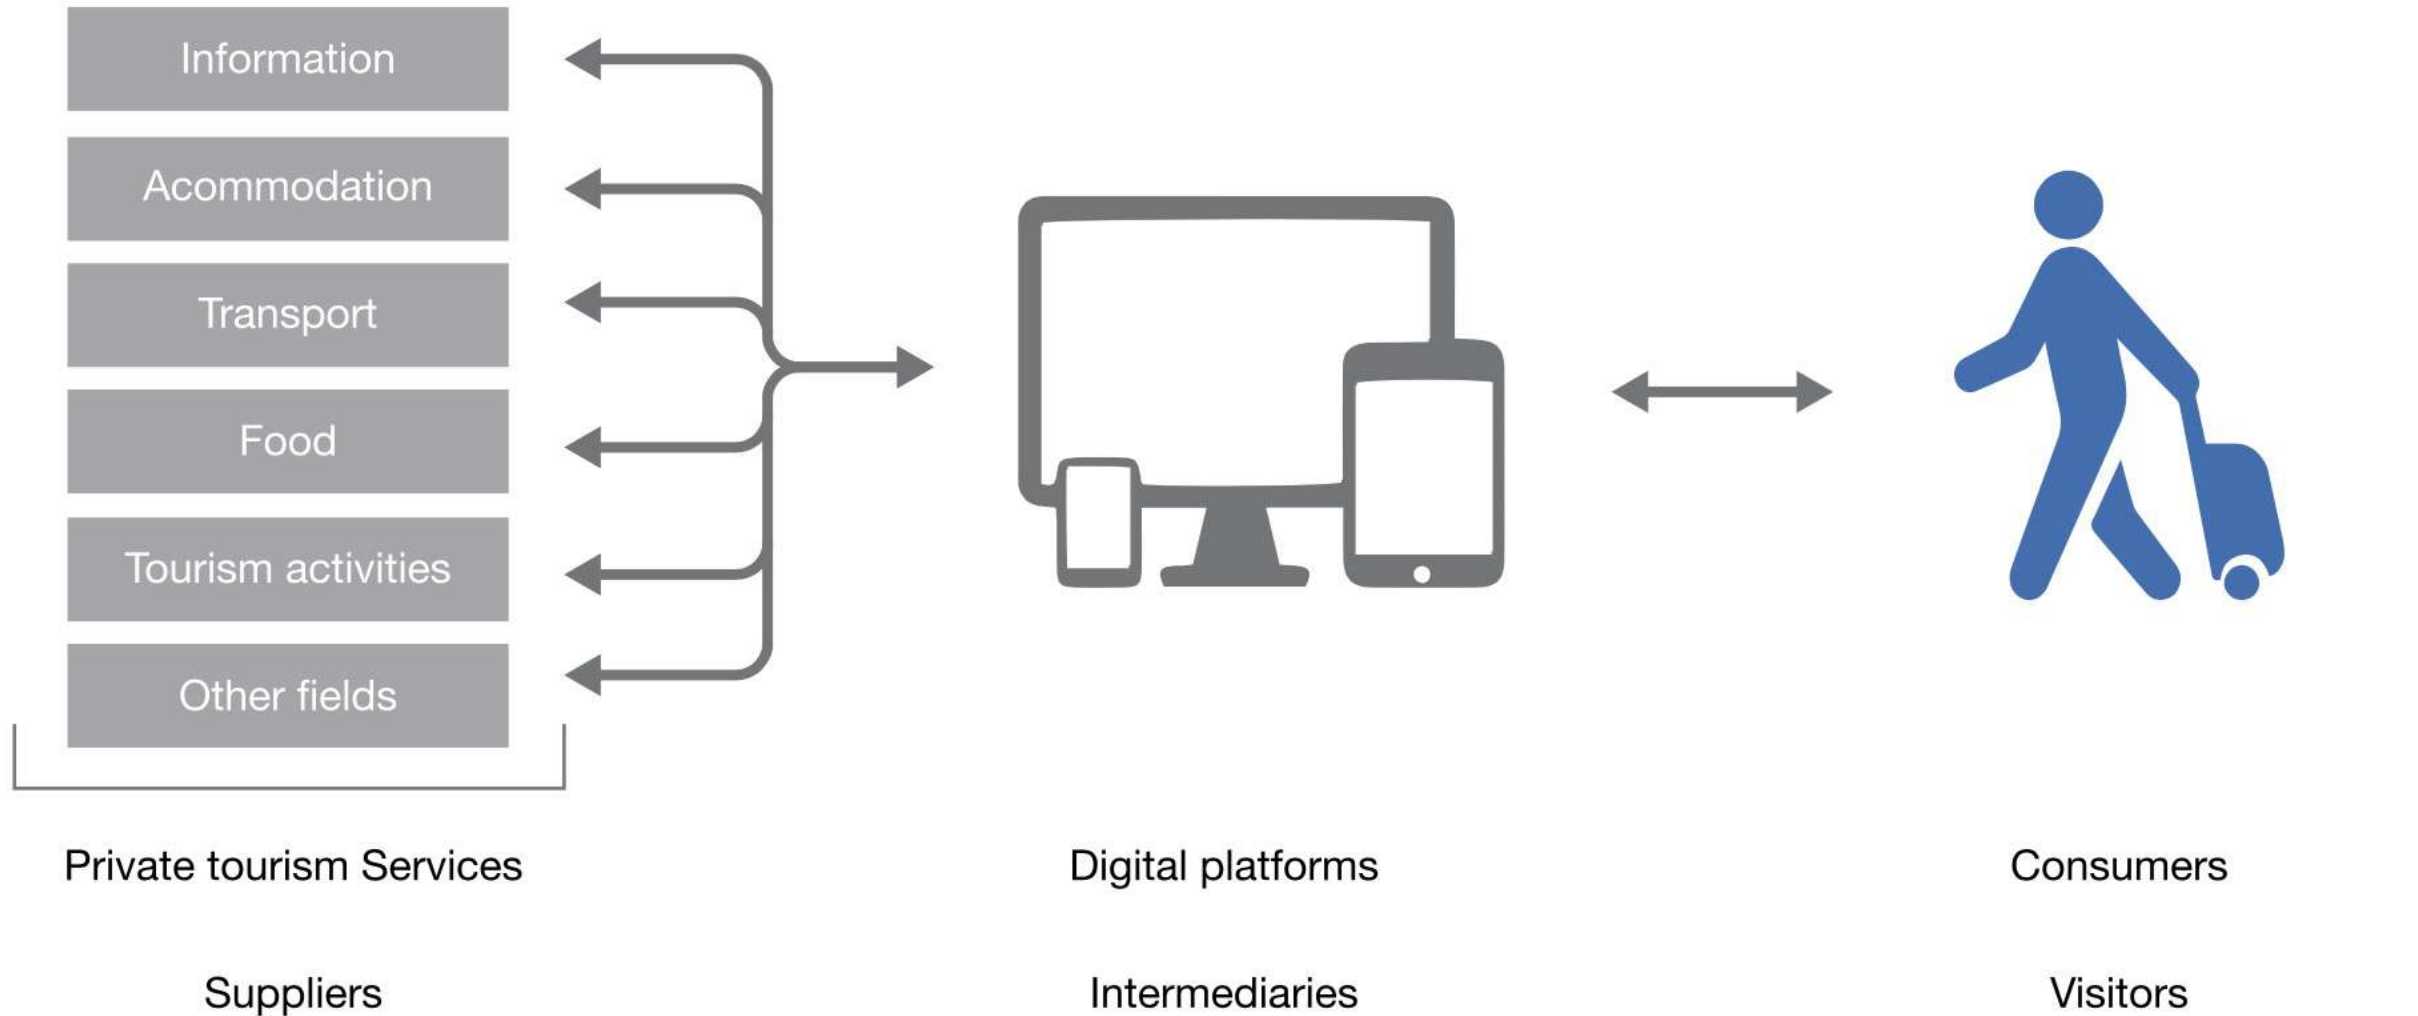 Information
Acommodation
Transport
Food
Tourism activities
Other fields
Private tourism Services
Digital platforms
Consumers
Suppliers
Intermediaries
Visitors